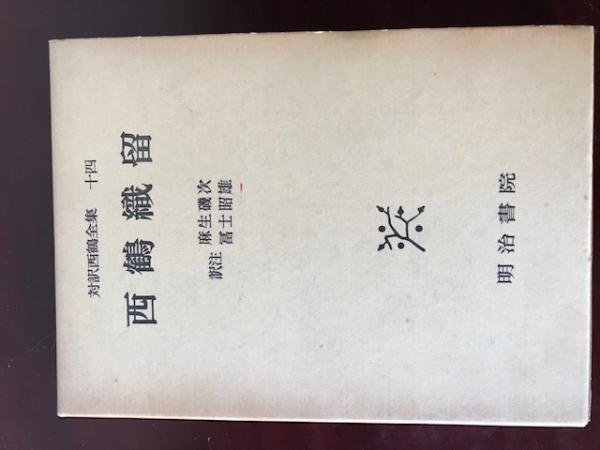 対訳西鶴全集 十四
西鶴織留
訳注
麻生磯次
冨士昭雄
明治書院